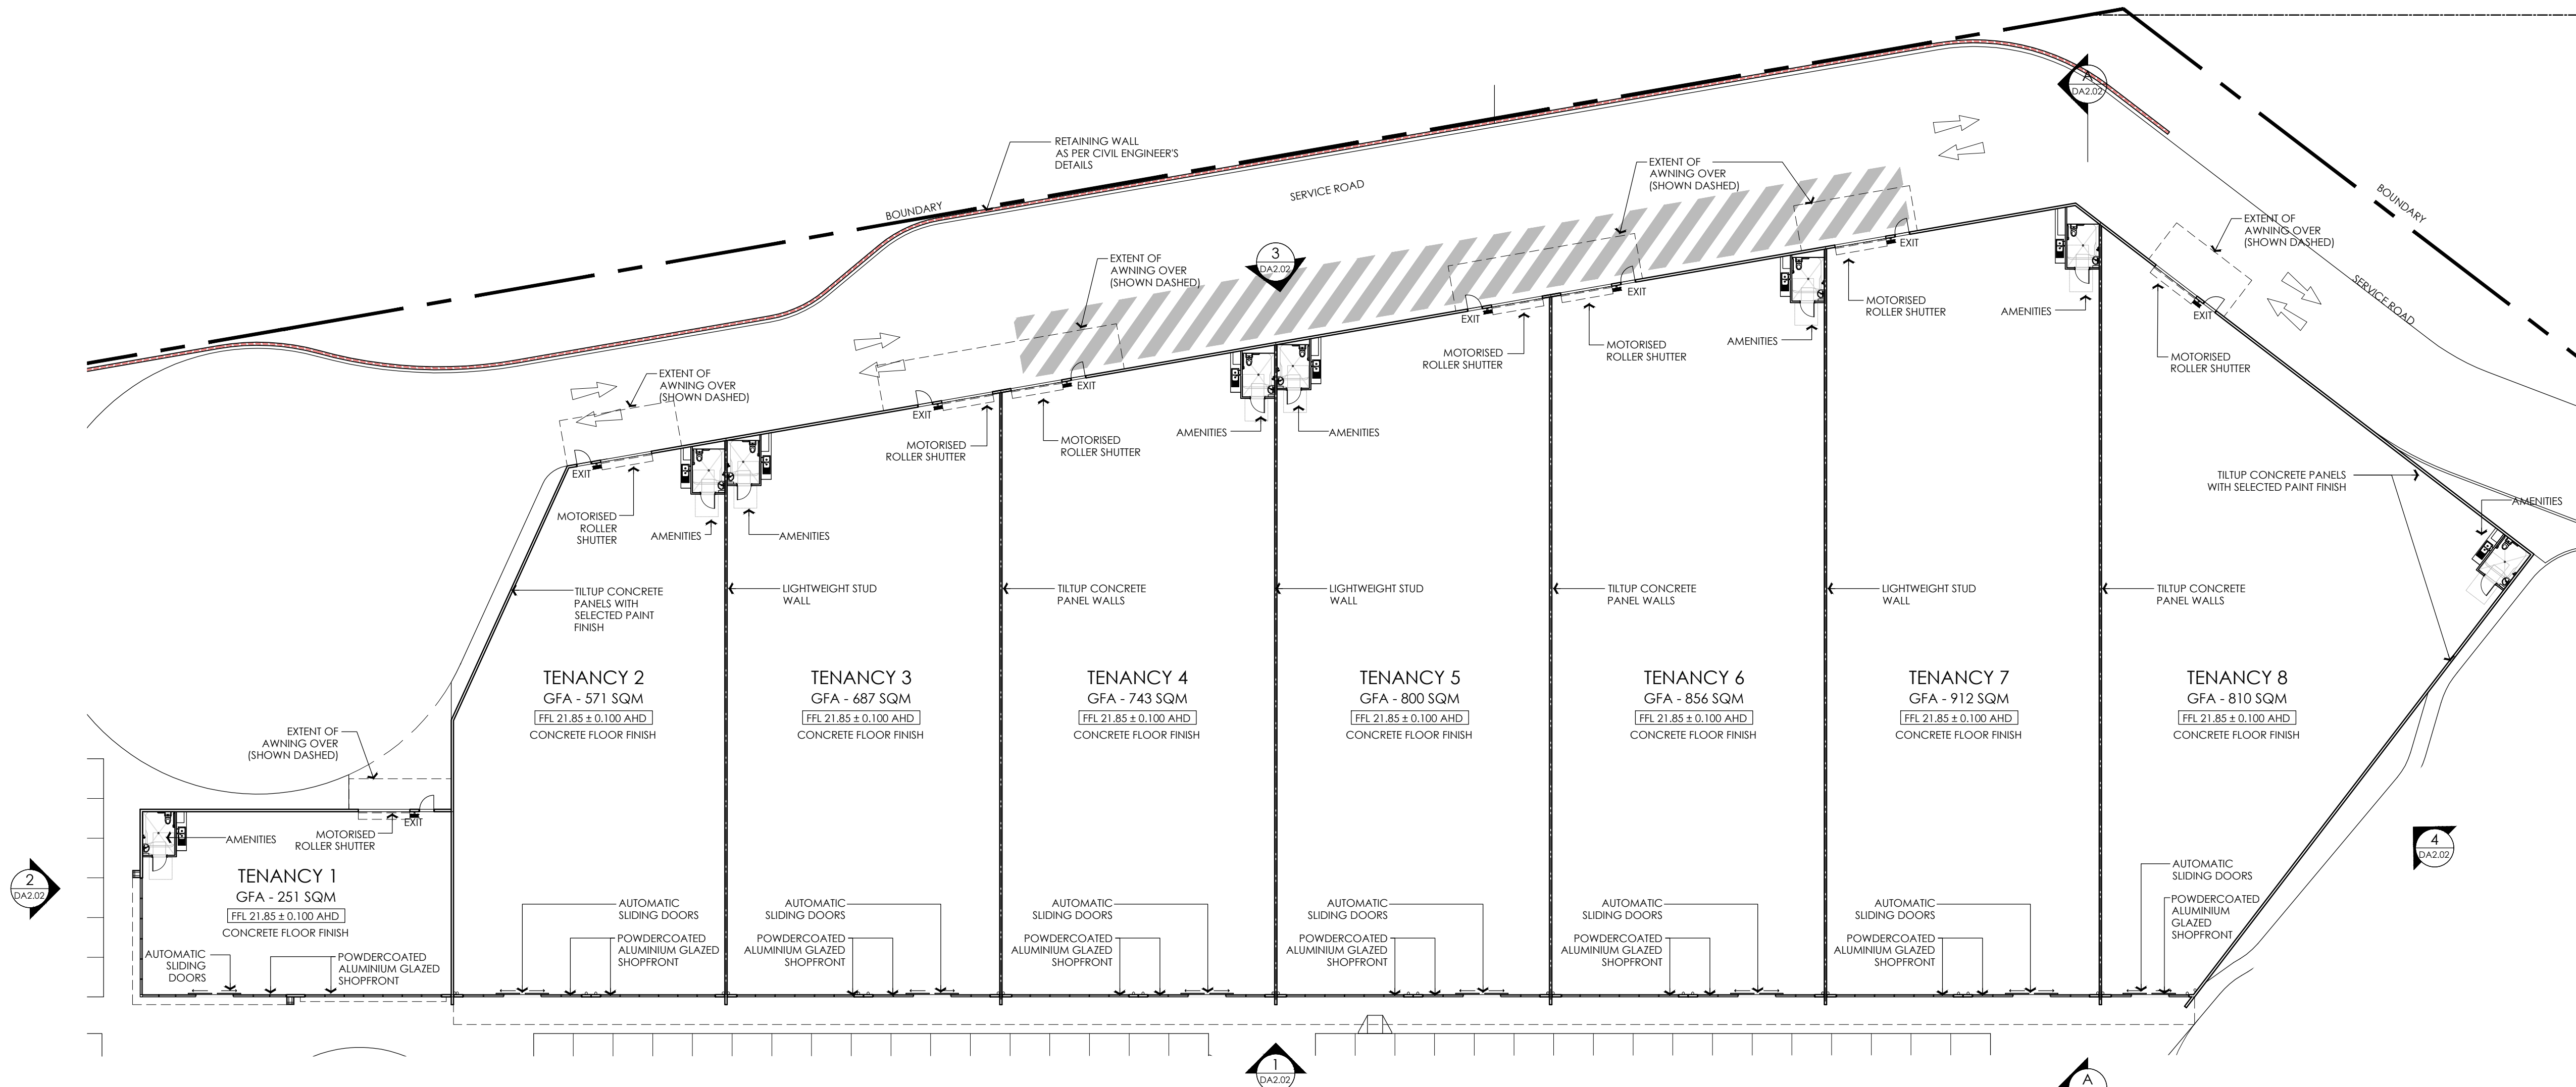 A
DA2.02
RETAINING WALL
AS PER CIVIL ENGINEER'S
DETAILS
BOUNDARY
SERVICE ROAD
EXTENT OF
AWNING OVER
(SHOWN DASHED)
EXIT
BOUNDARY
EXTENT OF
AWNING OVER
(SHOWN DASHED)
SERVICE ROAD
3
DA2.02
EXTENT OF
AWNING OVER
(SHOWN DASHED)
EXIT
EXIT
EXIT
MOTORISED
ROLLER SHUTTER
AMENITIES
EXIT
MOTORISED
ROLLER SHUTTER
AMENITIES
MOTORISED
ROLLER SHUTTER
MOTORISED
ROLLER SHUTTER
MOTORISED
ROLLER SHUTTER
EXTENT OF
AWNING OVER
(SHOWN DASHED)
EXIT
EXIT
AMENITIES
AMENITIES
MOTORISED
ROLLER SHUTTER
MOTORISED
ROLLER SHUTTER
EXIT
MOTORISED
ROLLER
SHUTTER
AMENITIES
AMENITIES
TILTUP CONCRETE PANELS
WITH SELECTED PAINT FINISH
AMENITIES
TILTUP CONCRETE
PANELS WITH
SELECTED PAINT
FINISH
LIGHTWEIGHT STUD
WALL
TILTUP CONCRETE
PANEL WALLS
LIGHTWEIGHT STUD
WALL
TILTUP CONCRETE
PANEL WALLS
LIGHTWEIGHT STUD
WALL
TILTUP CONCRETE
PANEL WALLS
TENANCY 2
GFA - 571 SQM
FFL 21.85 ± 0.100 AHD
CONCRETE FLOOR FINISH
TENANCY 3
GFA - 687 SQM
FFL 21.85 ± 0.100 AHD
CONCRETE FLOOR FINISH
TENANCY 4
GFA - 743 SQM
FFL 21.85 ± 0.100 AHD
CONCRETE FLOOR FINISH
TENANCY 5
GFA - 800 SQM
FFL 21.85 ± 0.100 AHD
CONCRETE FLOOR FINISH
TENANCY 6
GFA - 856 SQM
FFL 21.85 ± 0.100 AHD
CONCRETE FLOOR FINISH
TENANCY 7
GFA - 912 SQM
FFL 21.85 ± 0.100 AHD
CONCRETE FLOOR FINISH
TENANCY 8
GFA - 810 SQM
FFL 21.85 ± 0.100 AHD
CONCRETE FLOOR FINISH
EXTENT OF
AWNING OVER
(SHOWN DASHED)
EXIT
AMENITIES
MOTORISED
ROLLER SHUTTER
TENANCY 1
GFA - 251 SQM
FFL 21.85 ± 0.100 AHD
CONCRETE FLOOR FINISH
2
DA2.02
4
DA2.02
AUTOMATIC
SLIDING
DOORS
POWDERCOATED
ALUMINIUM GLAZED
SHOPFRONT
AUTOMATIC
SLIDING DOORS
POWDERCOATED
ALUMINIUM GLAZED
SHOPFRONT
AUTOMATIC
SLIDING DOORS
POWDERCOATED
ALUMINIUM GLAZED
SHOPFRONT
AUTOMATIC
SLIDING DOORS
POWDERCOATED
ALUMINIUM GLAZED
SHOPFRONT
AUTOMATIC
SLIDING DOORS
POWDERCOATED
ALUMINIUM GLAZED
SHOPFRONT
AUTOMATIC
SLIDING DOORS
POWDERCOATED
ALUMINIUM GLAZED
SHOPFRONT
AUTOMATIC
SLIDING DOORS
POWDERCOATED
ALUMINIUM GLAZED
SHOPFRONT
AUTOMATIC
SLIDING DOORS
POWDERCOATED
ALUMINIUM
GLAZED
SHOPFRONT
1
DA2.02
A